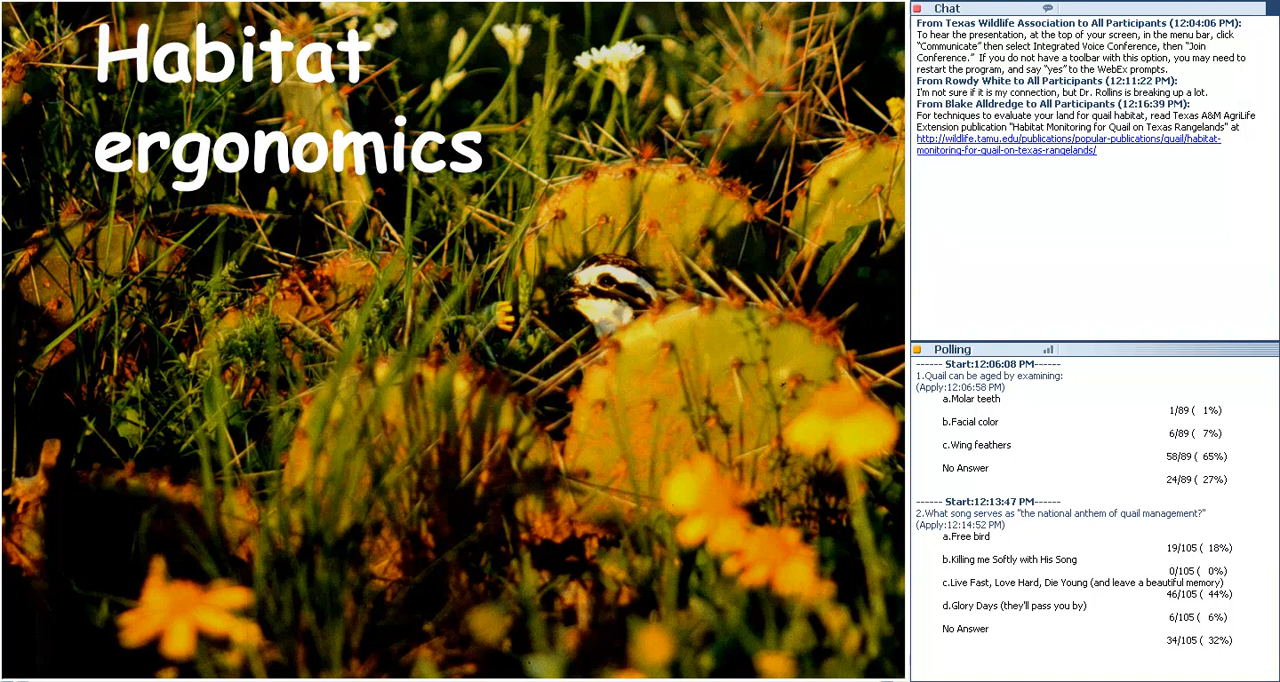 Habitat
ergonomics
Chat
From Texas Wildlife Association to All Participants (12:04:06 PM):
To hear the presentation, at the top of your screen, in the menu bar, click
"Communicate" then select Integrated Voice Conference, then "Join
Conference." If you do not have a toolbar with this option, you may need to
restart the program, and say "yes" to the WebEx prompts.
From Rowdy White to All Participants (12:11:22 PM):
I'm not sure if it is my connection, but Dr. Rollins is breaking up a lot.
From Blake Alldredge to All Participants (12:16:39 PM):
For techniques to evaluate your land for quail habitat, read Texas A&M AgriLife
Extension publication "Habitat Monitoring for Quail on Texas Rangelands" at
http://wildlife.tamu.edu/publications/popular-publications/quail/habitat-
monitoring-for-quail-on-texas-rangelands/
Polling
------ Start:12:06:08 PM------
1.Quail can be aged by examining:
(Apply:12:06:58 PM)
a.Molar teeth
1/89 ( 1%)
b.Facial color
6/89 ( 7%)
c.Wing feathers
58/89 ( 65%)
No Answer
24/89 ( 27%)
------ Start:12:13:47 PM------
2.What song serves as "the national anthem of quail management?"
(Apply:12:14:52 PM)
a.Free bird
19/105 ( 18%)
b.Killing me Softly with His Song
0/105 ( 0%)
c.Live Fast, Love Hard, Die Young (and leave a beautiful memory)
46/105 ( 44%)
d.Glory Days (they'll pass you by)
6/105 ( 6%)
No Answer
34/105 ( 32%)